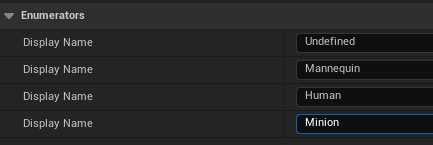 Enumerators
Display Name Undefined
Display Name Mannequin
Display Name Human
Display Name Minion